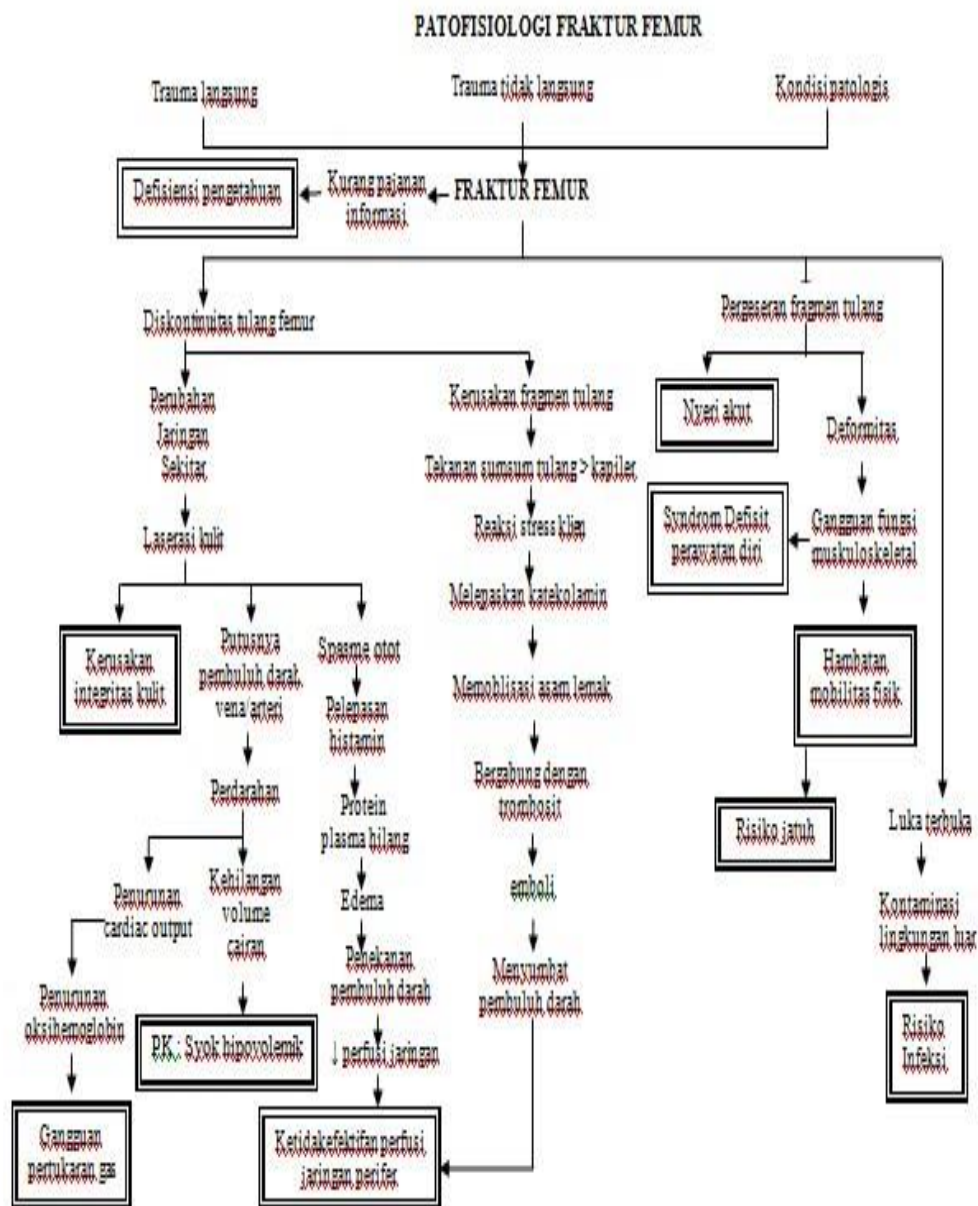 PATOFISIOLOGI FRAKTUR FEMUR
Trauma langsung
Trauma tidak langsung
Kondisi patologis
Defisiensi pengetahuan
Kurang pajanan
informasi
FRAKTUR FEMUR
Diskontinuitas tulang femur
Pergeseran fragmen tulang
Perubahan
Jaringan
Sekitar
Kerusakan fragmen tulang
Nyeri akut
Deformitas
Tekanan sumsum tulang > kapiler
Laserasi kulit
Reaksi stress klien
Syndrom Defisit
perawatan diri
Gangguan fungsi
muskuloskeletal
Melepaskan katekolamin
Kerusakan
integritas kulit
Putusnya
pembuluh darah
vena/arteri
Spasme otot
Hambatan
mobilitas fisik
Memoblisasi asam lemak
Pelepasan
histamin
Bergabung dengan
trombosit
Perdarahan
Protein
plasma hilang
Risiko jatuh
Luka terbuka
Penurunan
cardiac output
Kehilangan
volume
cairan
Edema
emboli
Kontaminasi
lingkungan luar
Penekanan
pembuluh darah
Menyumbat
pembuluh darah
Penurunan
oksihemoglobin
PK : Syok hipovolemik
↓ perfusi jaringan
Risiko
Infeksi
Gangguan
pertukaran gas
Ketidakefektifan perfusi
jaringan perifer